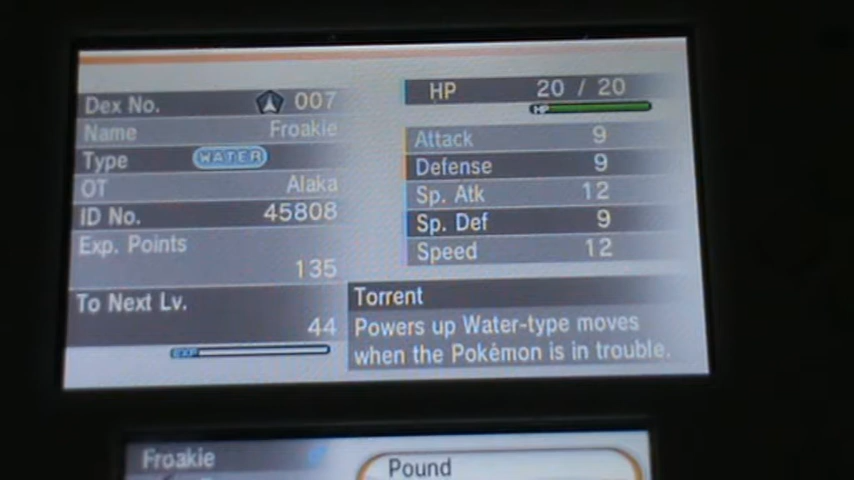 Dex No. 007
Name Froakie
Type WATER
OT Alaka
ID No. 45808
Exp. Points
135
To Next Lv.
44
EXP
HP 20 / 20
HP
Attack 9
Defense 9
Sp. Atk 12
Sp. Def 9
Speed 12
Torrent
Powers up Water-type moves
when the Pokémon is in trouble.
Froakie
Pound